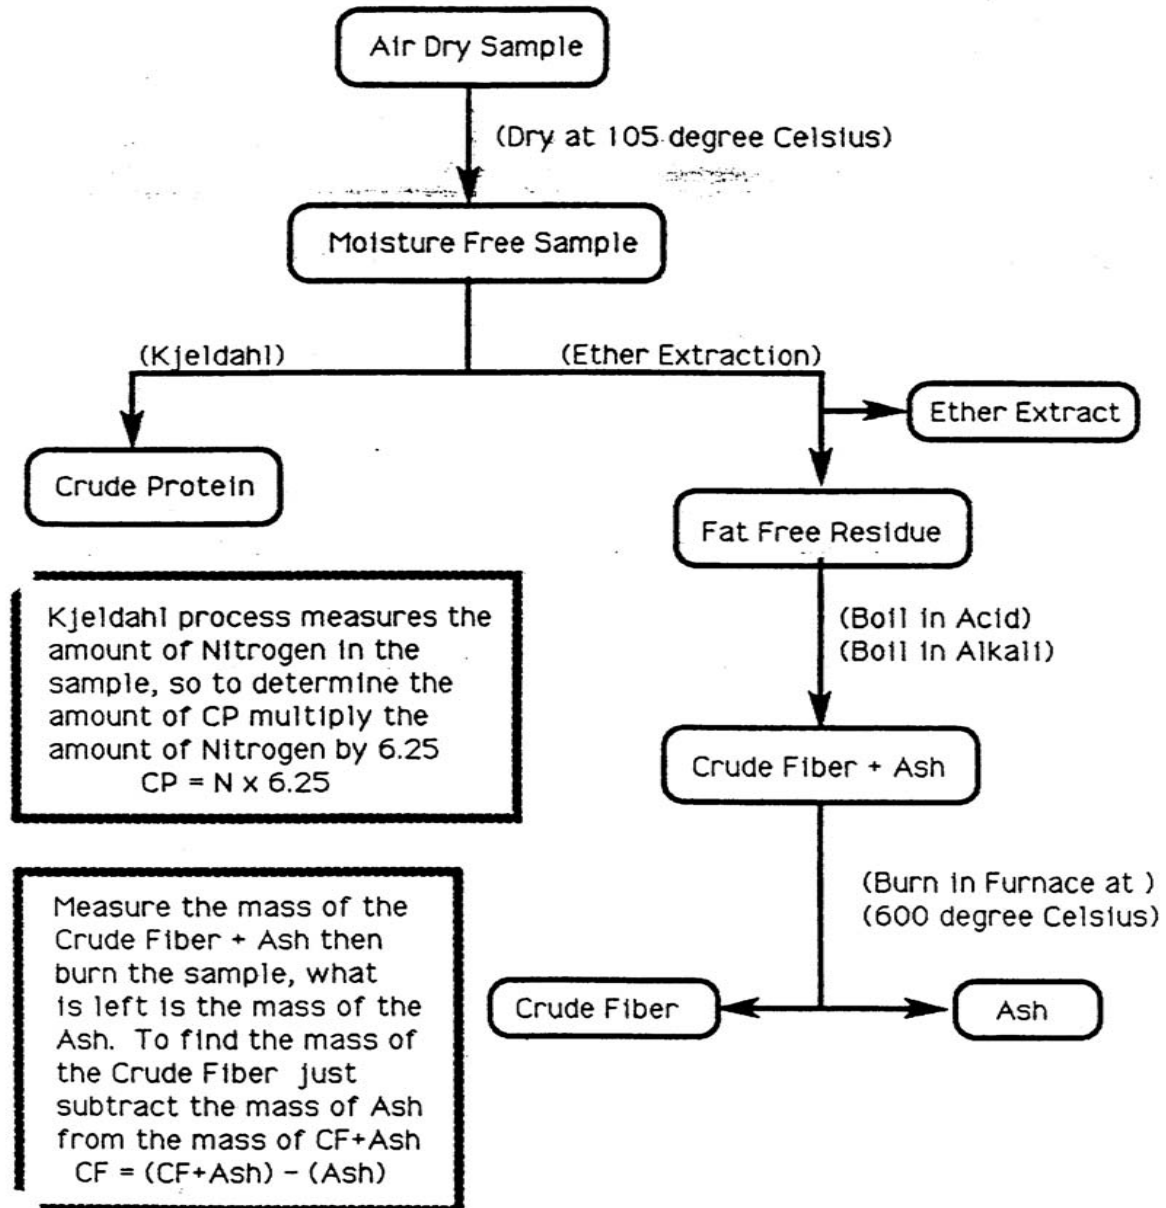 Air Dry Sample
(Dry at 105 degree Celsius)
Moisture Free Sample
(Kjeldahl)
(Ether Extraction)
Ether Extract
Crude Protein
Fat Free Residue
Kjeldahl process measures the
amount of Nitrogen in the
sample, so to determine the
amount of CP multiply the
amount of Nitrogen by 6.25
CP = N x 6.25
(Boil in Acid)
(Boil in Alkali)
Crude Fiber + Ash
(Burn in Furnace at )
(600 degree Celsius)
Measure the mass of the
Crude Fiber + Ash then
burn the sample, what
is left is the mass of the
Ash. To find the mass of
the Crude Fiber just
subtract the mass of Ash
from the mass of CF+Ash
CF = (CF+Ash) - (Ash)
Crude Fiber
Ash